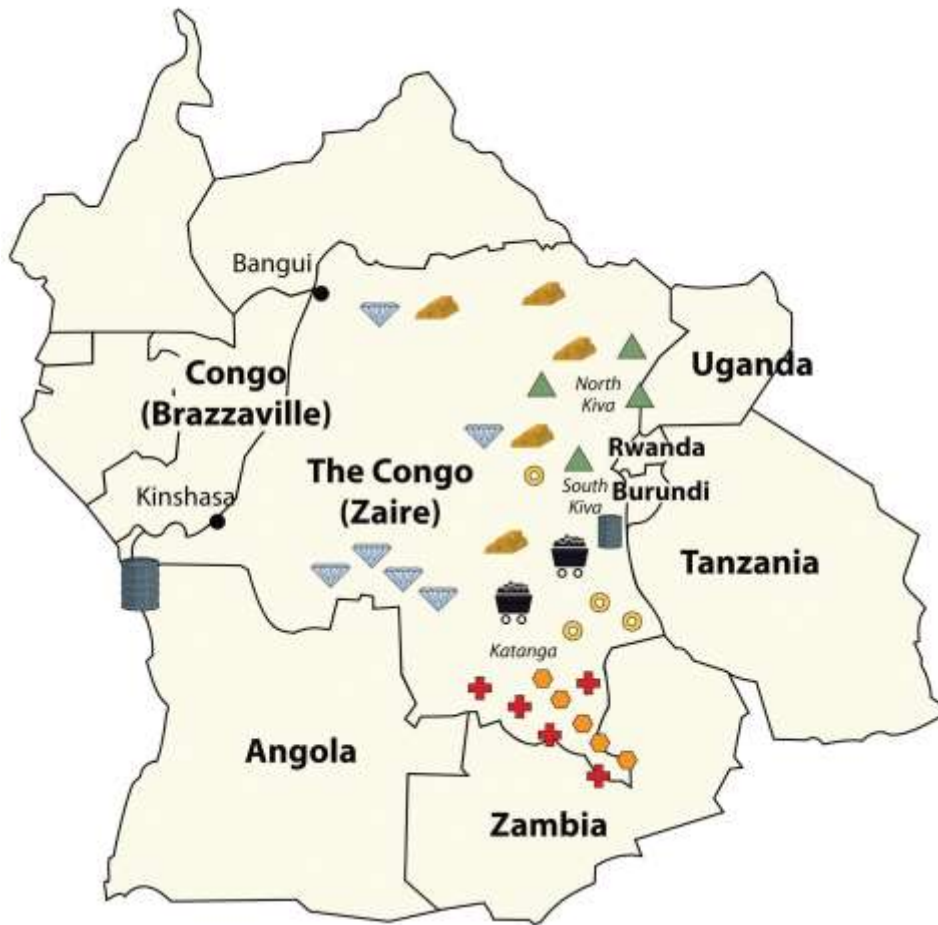 Bangui
Congo
(Brazzaville)
Uganda
North
Kiva
Rwanda
The Congo
(Zaire)
South
Kiva
Burundi
Kinshasa
Tanzania
Katanga
Angola
Zambia